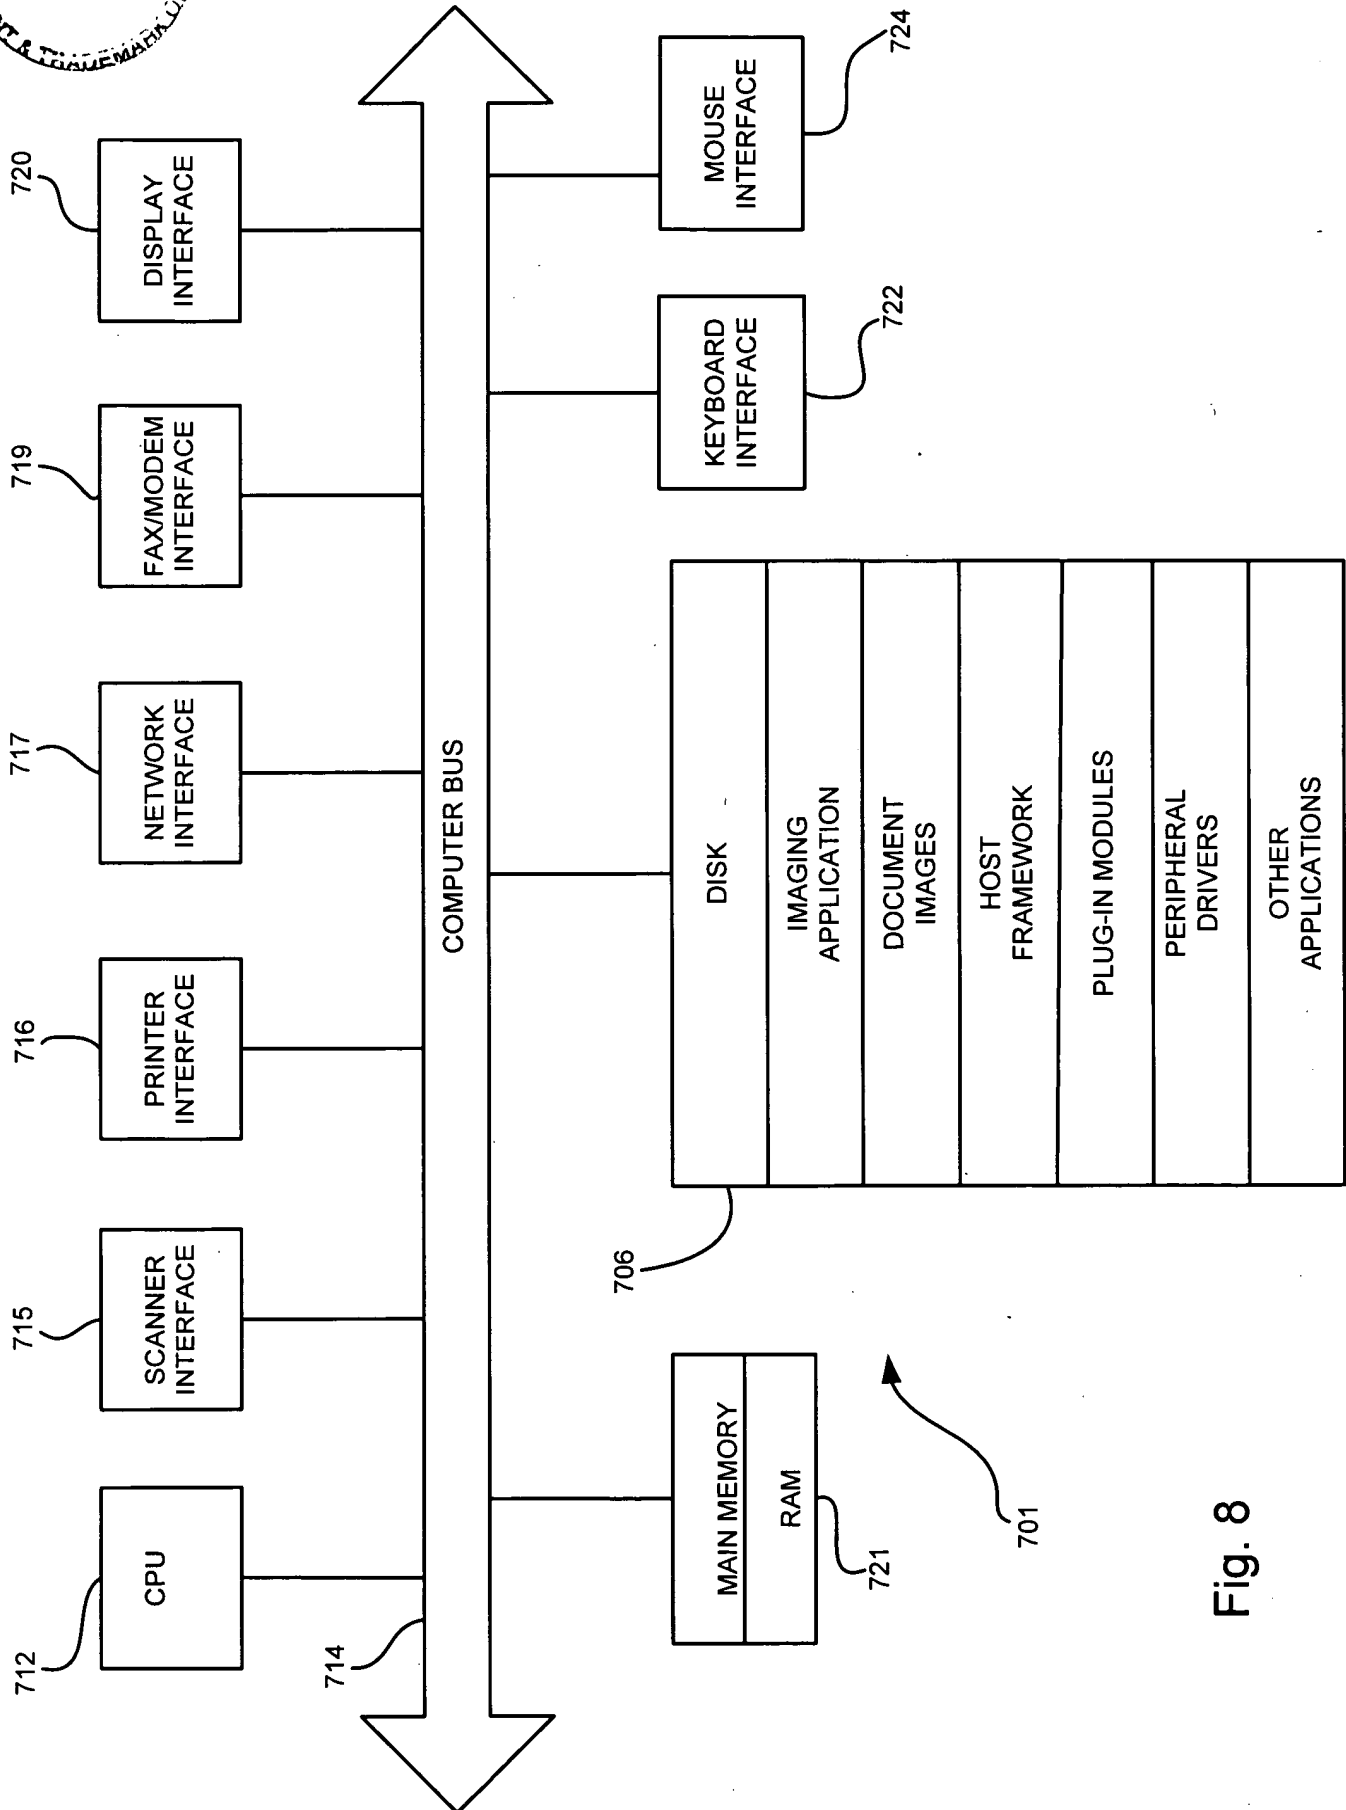 & TRADEMARK
712
715
716
717
719
720
CPU
SCANNER
INTERFACE
PRINTER
INTERFACE
NETWORK
INTERFACE
FAX/MODEM
INTERFACE
DISPLAY
INTERFACE
714
COMPUTER BUS
MAIN MEMORY
RAM
721
706
DISK
IMAGING
APPLICATION
DOCUMENT
IMAGES
HOST
FRAMEWORK
PLUG-IN MODULES
PERIPHERAL
DRIVERS
OTHER
APPLICATIONS
KEYBOARD
INTERFACE
722
MOUSE
INTERFACE
724
701
Fig. 8